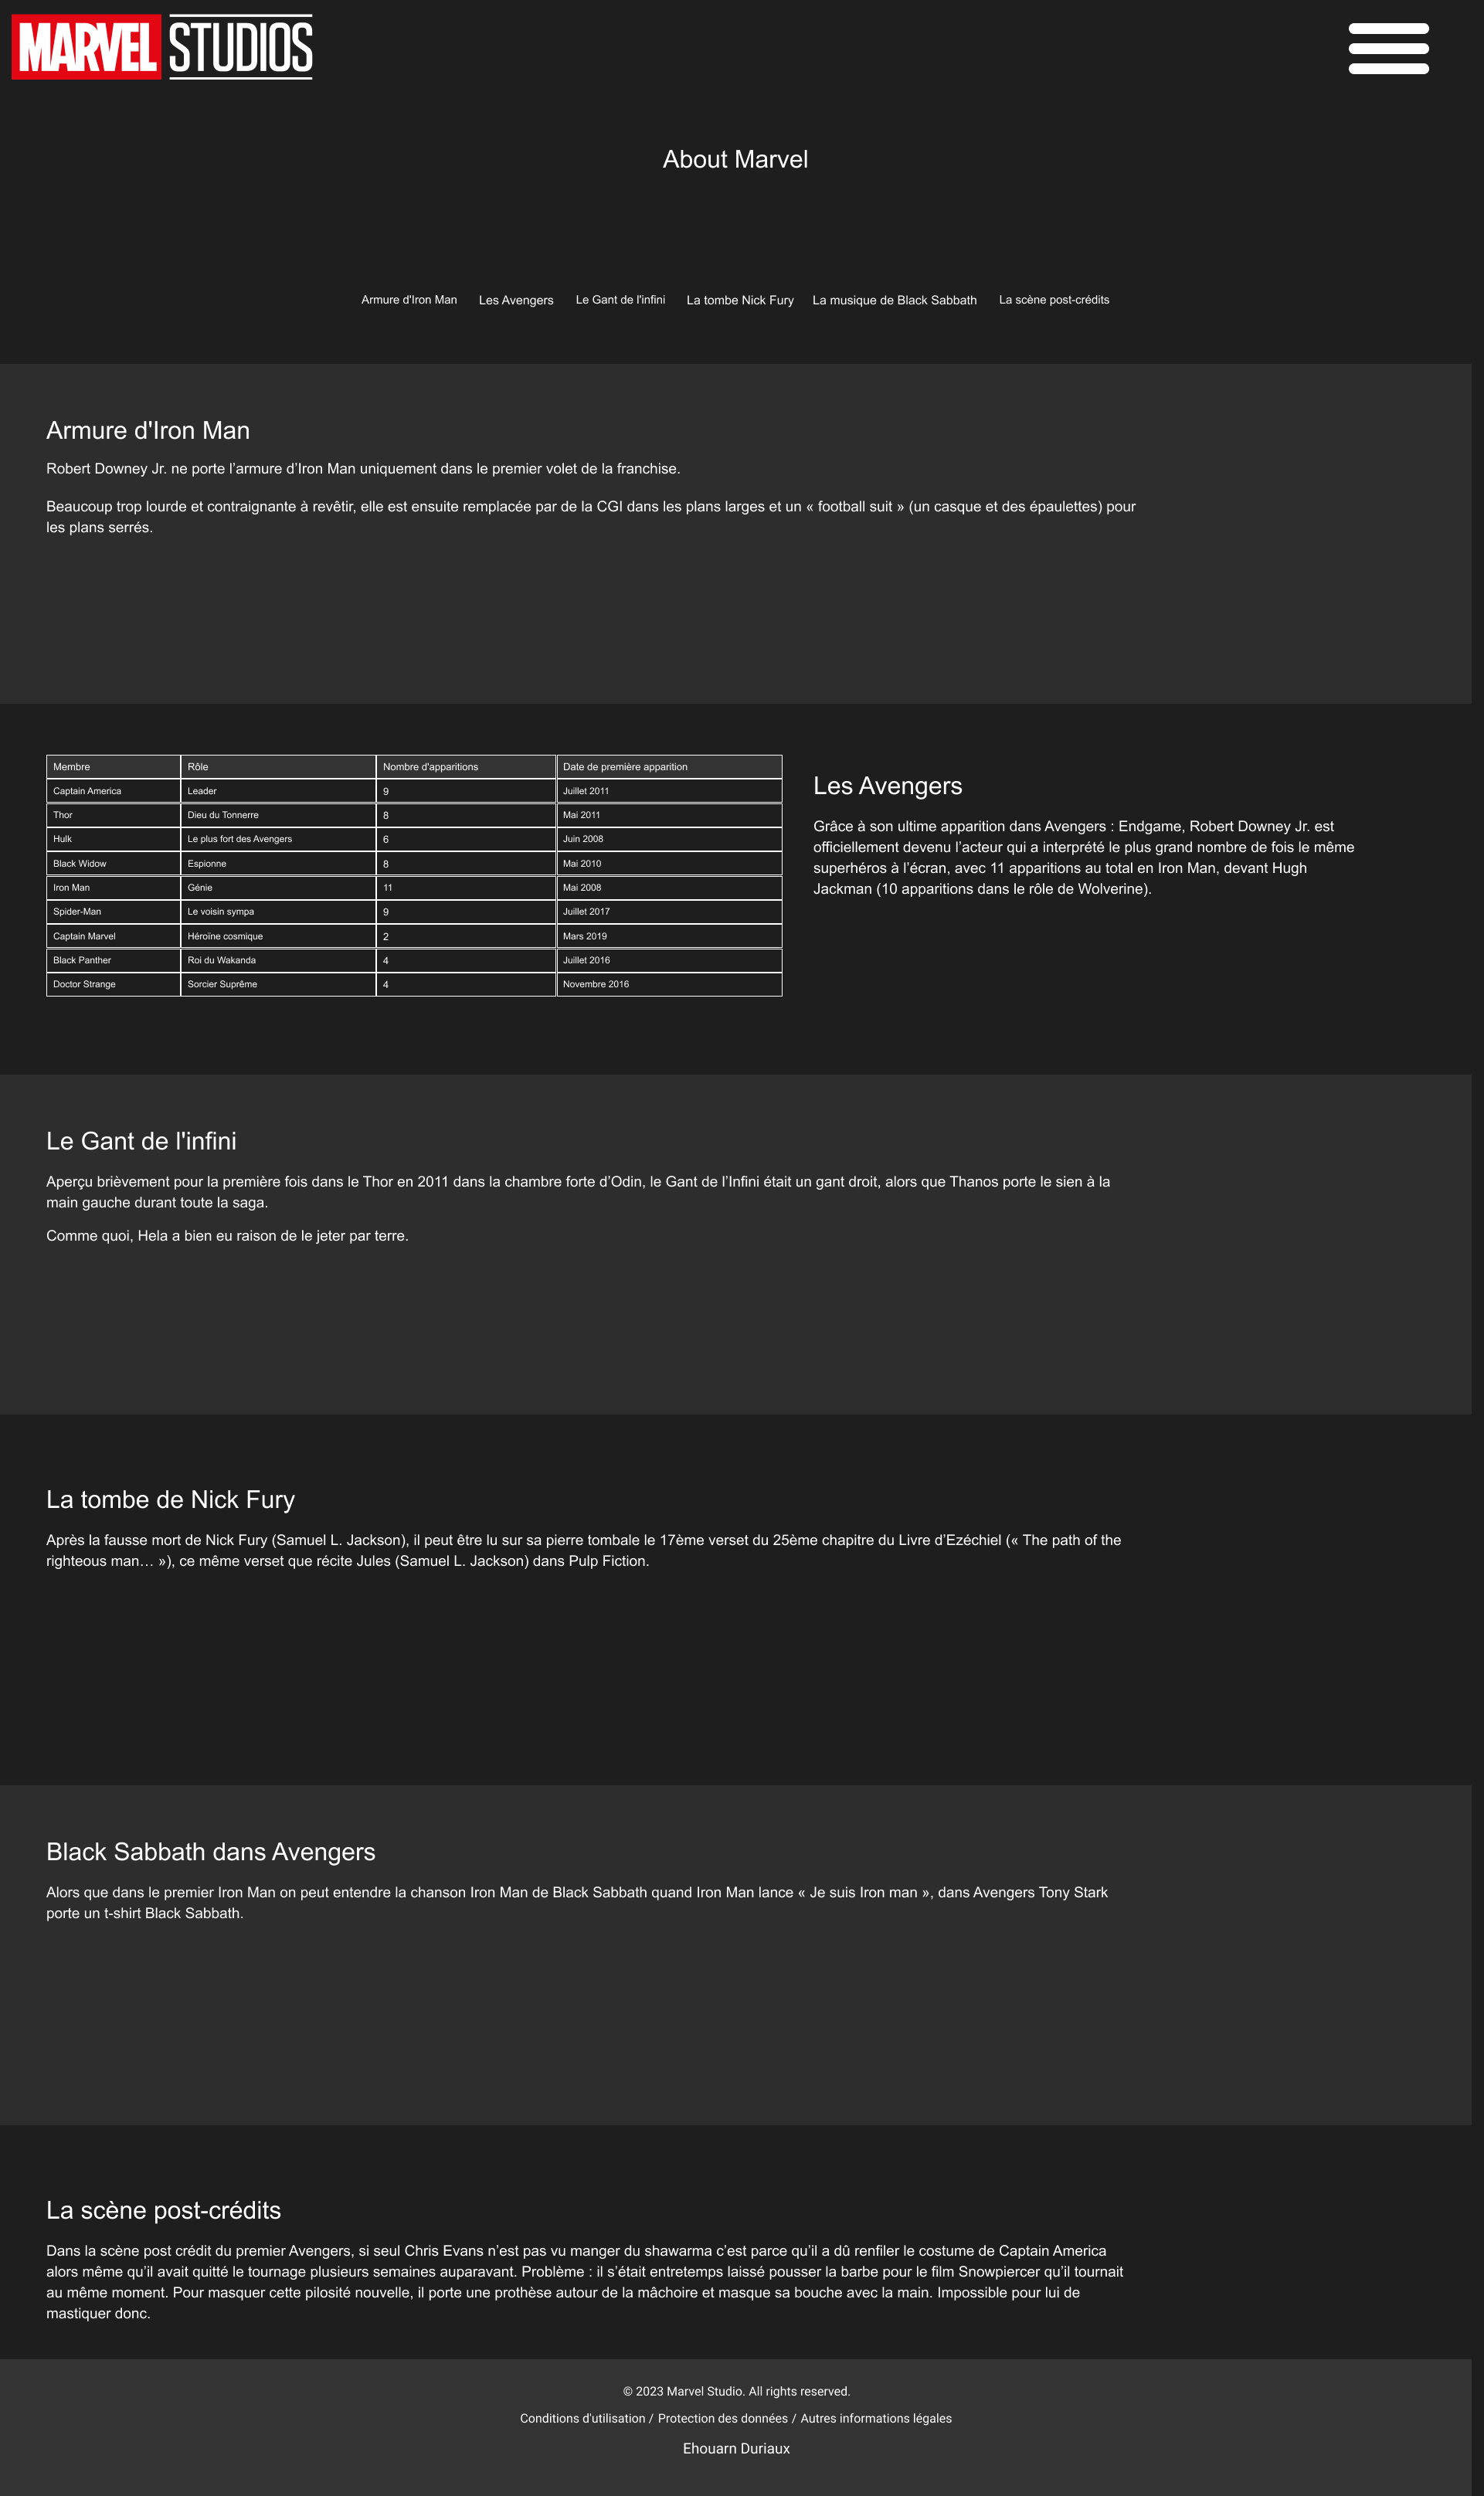 MARVEL STUDIOS
About Marvel
Armure d'Iron Man Les Avengers Le Gant de l'infini La tombe Nick Fury La musique de Black Sabbath La scène post-crédits
Armure d'Iron Man
Robert Downey Jr. ne porte l’armure d’Iron Man uniquement dans le premier volet de la franchise.
Beaucoup trop lourde et contraignante à revêtir, elle est ensuite remplacée par de la CGI dans les plans larges et un « football suit » (un casque et des épaulettes) pour
les plans serrés.
Membre Rôle Nombre d'apparitions Date de première apparition
Captain America Leader 9 Juillet 2011
Thor Dieu du Tonnerre 8 Mai 2011
Hulk Le plus fort des Avengers 6 Juin 2008
Black Widow Espionne 8 Mai 2010
Iron Man Génie 11 Mai 2008
Spider-Man Le voisin sympa 9 Juillet 2017
Captain Marvel Héroïne cosmique 2 Mars 2019
Black Panther Roi du Wakanda 4 Juillet 2016
Doctor Strange Sorcier Suprême 4 Novembre 2016
Les Avengers
Grâce à son ultime apparition dans Avengers : Endgame, Robert Downey Jr. est
officiellement devenu l’acteur qui a interprété le plus grand nombre de fois le même
superhéros à l’écran, avec 11 apparitions au total en Iron Man, devant Hugh
Jackman (10 apparitions dans le rôle de Wolverine).
Le Gant de l'infini
Aperçu brièvement pour la première fois dans le Thor en 2011 dans la chambre forte d’Odin, le Gant de l’Infini était un gant droit, alors que Thanos porte le sien à la
main gauche durant toute la saga.
Comme quoi, Hela a bien eu raison de le jeter par terre.
La tombe de Nick Fury
Après la fausse mort de Nick Fury (Samuel L. Jackson), il peut être lu sur sa pierre tombale le 17ème verset du 25ème chapitre du Livre d’Ezéchiel (« The path of the
righteous man… »), ce même verset que récite Jules (Samuel L. Jackson) dans Pulp Fiction.
Black Sabbath dans Avengers
Alors que dans le premier Iron Man on peut entendre la chanson Iron Man de Black Sabbath quand Iron Man lance « Je suis Iron man », dans Avengers Tony Stark
porte un t-shirt Black Sabbath.
La scène post-crédits
Dans la scène post crédit du premier Avengers, si seul Chris Evans n’est pas vu manger du shawarma c’est parce qu’il a dû renfiler le costume de Captain America
alors même qu’il avait quitté le tournage plusieurs semaines auparavant. Problème : il s’était entretemps laissé pousser la barbe pour le film Snowpiercer qu’il tournait
au même moment. Pour masquer cette pilosité nouvelle, il porte une prothèse autour de la mâchoire et masque sa bouche avec la main. Impossible pour lui de
mastiquer donc.
© 2023 Marvel Studio. All rights reserved.
Conditions d'utilisation / Protection des données / Autres informations légales
Ehouarn Duriaux